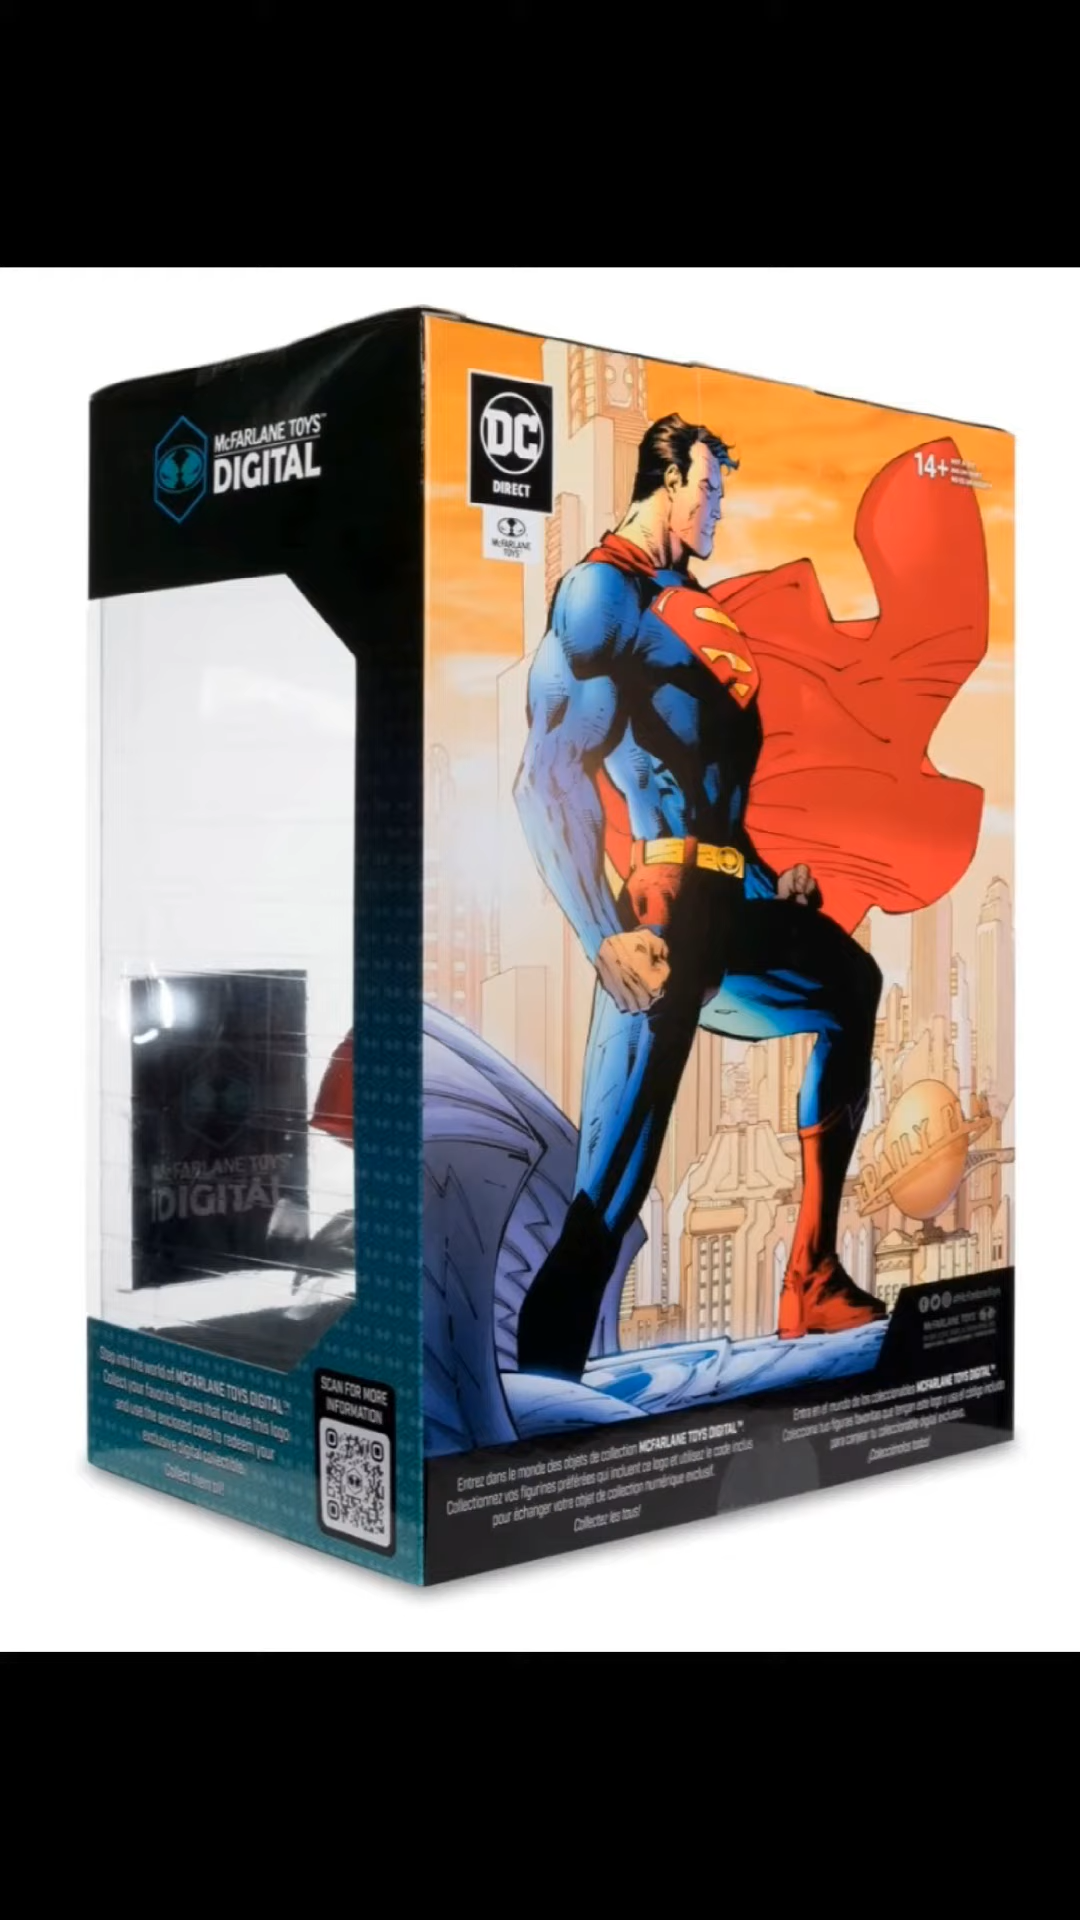 McFARLANE TOYS™
DIGITAL
DC
DIRECT
McFARLANE
TOYS™
14+
DAILY PL
McFARLANE TOYS
DIGITAL
Step into the world of McFARLANE TOYS DIGITAL™.
Collect your favorite figures that include this logo
and use the enclosed code to redeem your
exclusive digital collectible.
Collect them all!
SCAN FOR MORE
INFORMATION
McFARLANE TOYS
Entrez dans le monde des objets de collection McFARLANE TOYS DIGITAL™.
Collectionnez vos figurines préférées qui incluent ce logo et utilisez le code inclus
pour échanger votre objet de collection numérique exclusif.
Collectez les tous!
Entra en el mundo de los coleccionables McFARLANE TOYS DIGITAL™.
Colecciona tus figuras favoritas que tengan este logo y usa el código incluido
para canjear tu coleccionable digital exclusivo.
¡Colecciónalos todos!